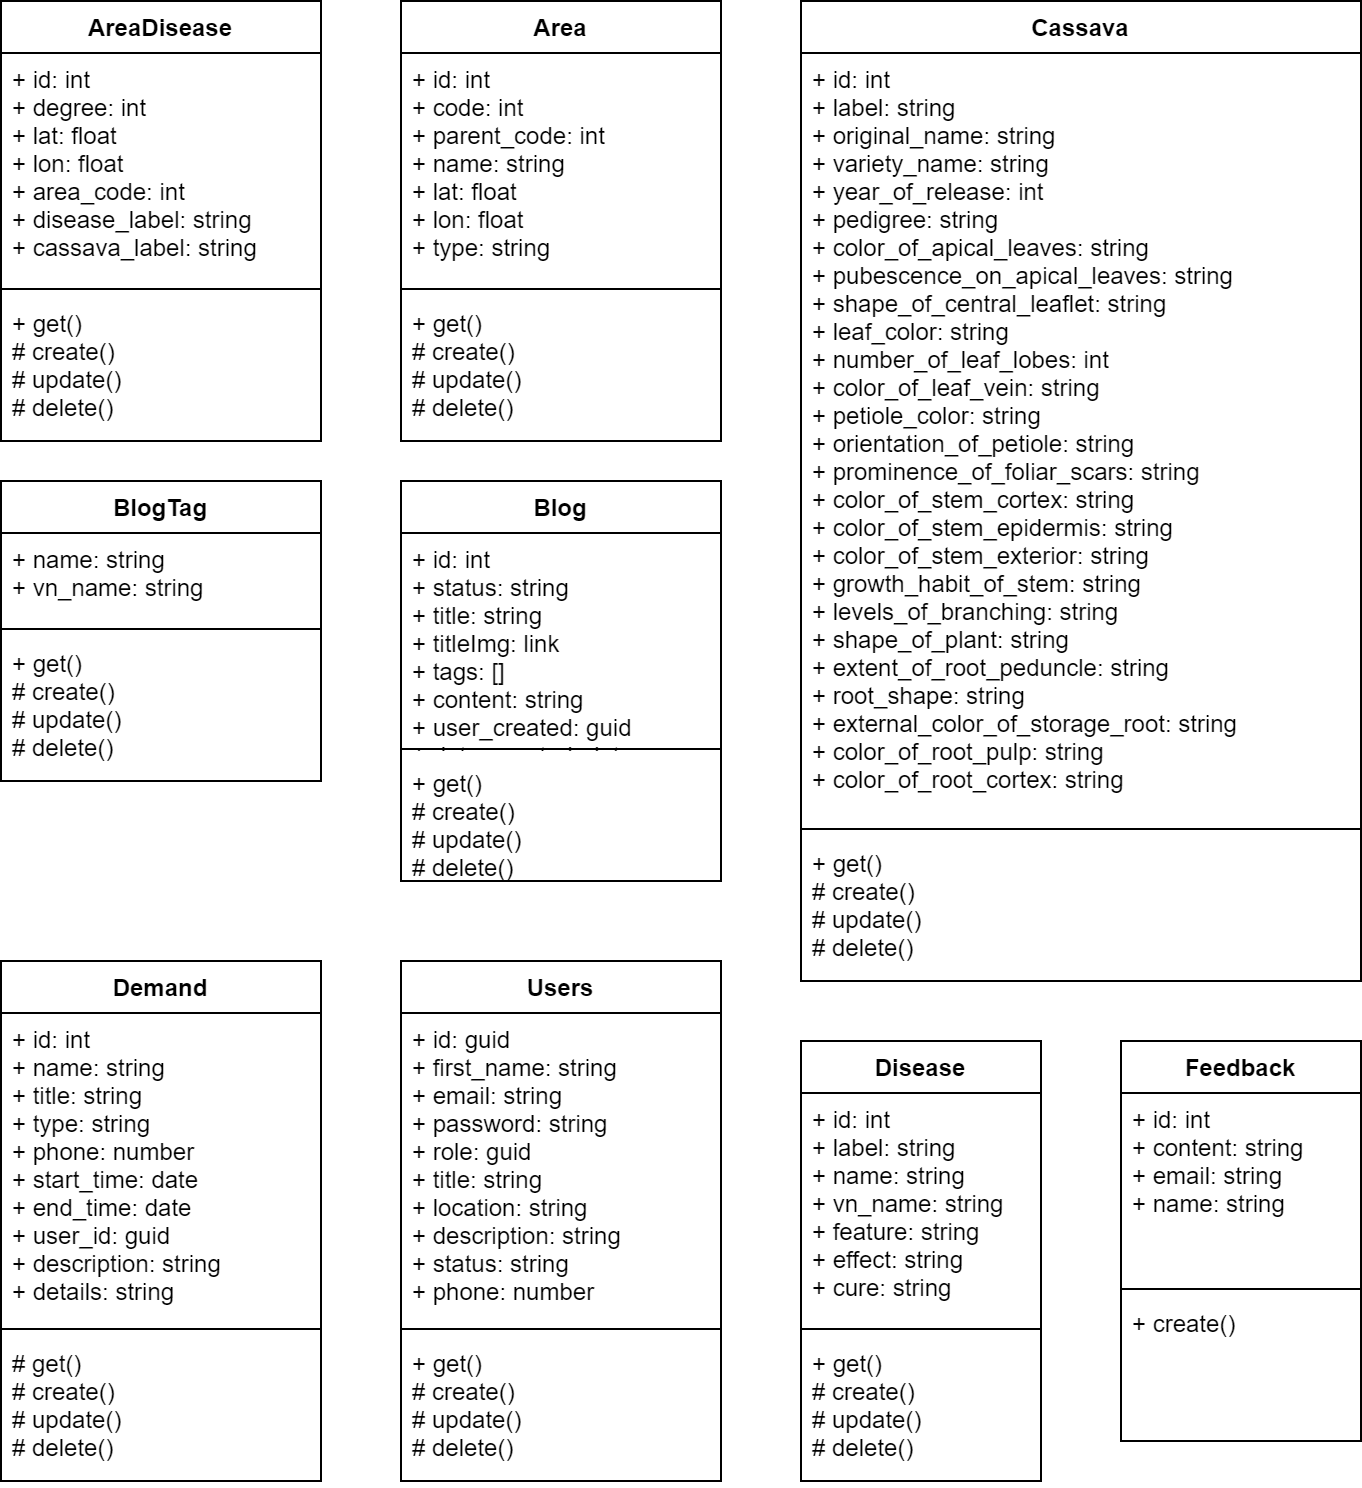 AreaDisease
+ id: int
+ degree: int
+ lat: float
+ lon: float
+ area_code: int
+ disease_label: string
+ cassava_label: string
+ get()
# create()
# update()
# delete()
Area
+ id: int
+ code: int
+ parent_code: int
+ name: string
+ lat: float
+ lon: float
+ type: string
+ get()
# create()
# update()
# delete()
Cassava
+ id: int
+ label: string
+ original_name: string
+ variety_name: string
+ year_of_release: int
+ pedigree: string
+ color_of_apical_leaves: string
+ pubescence_on_apical_leaves: string
+ shape_of_central_leaflet: string
+ leaf_color: string
+ number_of_leaf_lobes: int
+ color_of_leaf_vein: string
+ petiole_color: string
+ orientation_of_petiole: string
+ prominence_of_foliar_scars: string
+ color_of_stem_cortex: string
+ color_of_stem_epidermis: string
+ color_of_stem_exterior: string
+ growth_habit_of_stem: string
+ levels_of_branching: string
+ shape_of_plant: string
+ extent_of_root_peduncle: string
+ root_shape: string
+ external_color_of_storage_root: string
+ color_of_root_pulp: string
+ color_of_root_cortex: string
+ get()
# create()
# update()
# delete()
BlogTag
+ name: string
+ vn_name: string
+ get()
# create()
# update()
# delete()
Blog
+ id: int
+ status: string
+ title: string
+ titleImg: link
+ tags: []
+ content: string
+ user_created: guid
+ get()
# create()
# update()
# delete()
Demand
+ id: int
+ name: string
+ title: string
+ type: string
+ phone: number
+ start_time: date
+ end_time: date
+ user_id: guid
+ description: string
+ details: string
# get()
# create()
# update()
# delete()
Users
+ id: guid
+ first_name: string
+ email: string
+ password: string
+ role: guid
+ title: string
+ location: string
+ description: string
+ status: string
+ phone: number
+ get()
# create()
# update()
# delete()
Disease
+ id: int
+ label: string
+ name: string
+ vn_name: string
+ feature: string
+ effect: string
+ cure: string
+ get()
# create()
# update()
# delete()
Feedback
+ id: int
+ content: string
+ email: string
+ name: string
+ create()